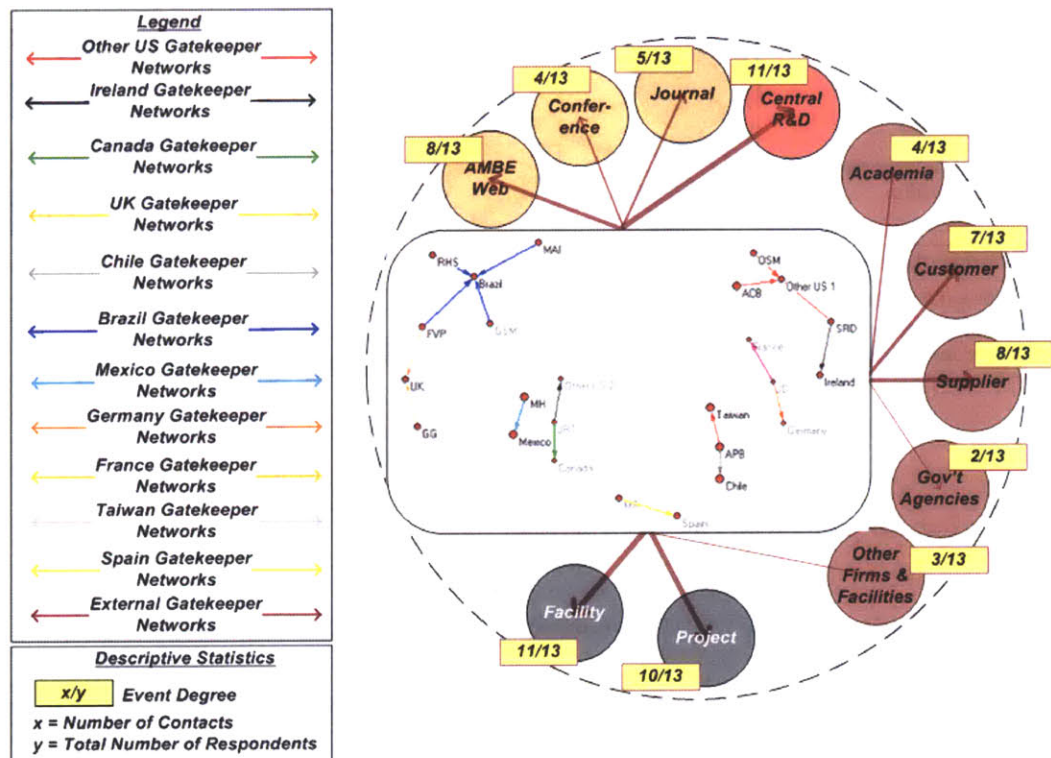 Legend
Other US Gatekeeper
Networks
Ireland Gatekeeper
Networks
Canada Gatekeeper
Networks
UK Gatekeeper
Networks
Chile Gatekeeper
Networks
Brazil Gatekeeper
Networks
Mexico Gatekeeper
Networks
Germany Gatekeeper
Networks
France Gatekeeper
Networks
Taiwan Gatekeeper
Networks
Spain Gatekeeper
Networks
External Gatekeeper
Networks
Descriptive Statistics
x/y Event Degree
x = Number of Contacts
y = Total Number of Respondents
8/13
AMBE
Web
4/13
Confer-
ence
5/13
Journal
11/13
Central
R&D
4/13
Academia
7/13
Customer
8/13
Supplier
2/13
Gov't
Agencies
3/13
Other
Firms &
Facilities
Facility
11/13
Project
10/13
RHS
MAI
Brazil
FVP
OSM
Other US 1
ACB
SRD
Ireland
France
UK
GG
MH
Mexico
Canada
Taiwan
APB
Chile
Germany
Spain